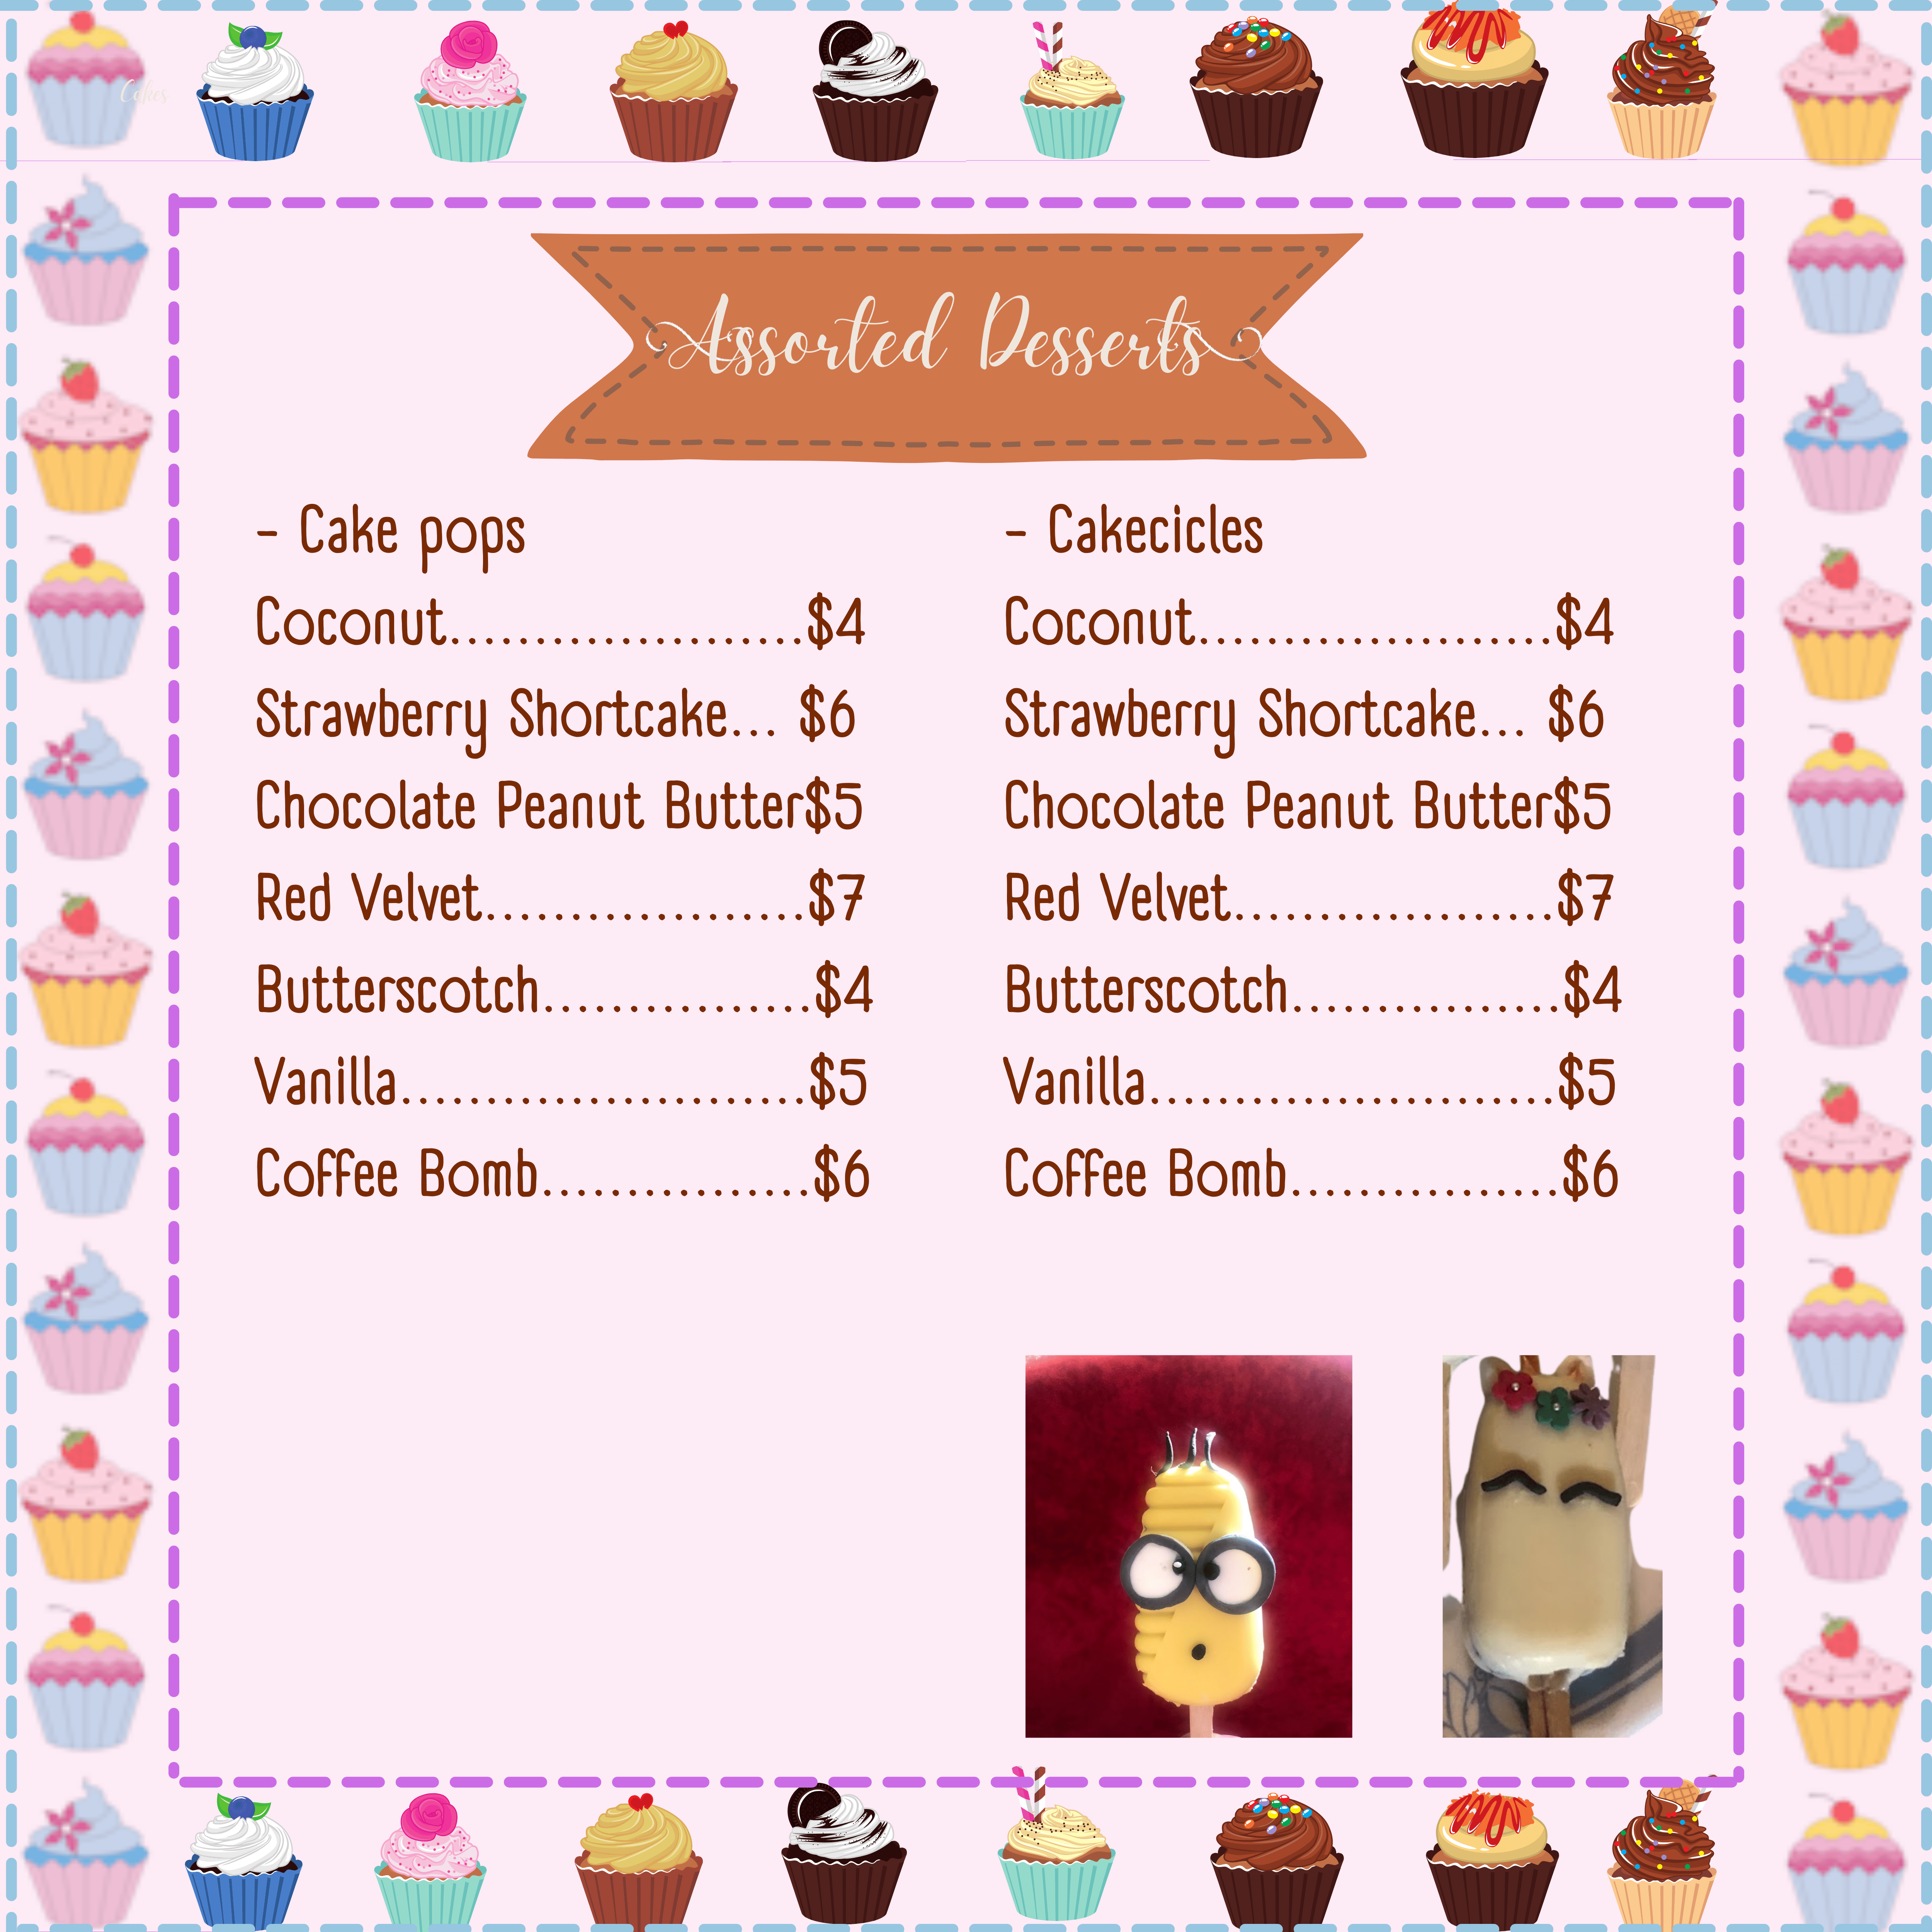 Cakes
Assorted Desserts
- Cake pops
Coconut.....................$4
Strawberry Shortcake... $6
Chocolate Peanut Butter$5
Red Velvet...................$7
Butterscotch................$4
Vanilla........................$5
Coffee Bomb................$6
- Cakecicles
Coconut.....................$4
Strawberry Shortcake... $6
Chocolate Peanut Butter$5
Red Velvet...................$7
Butterscotch................$4
Vanilla........................$5
Coffee Bomb................$6